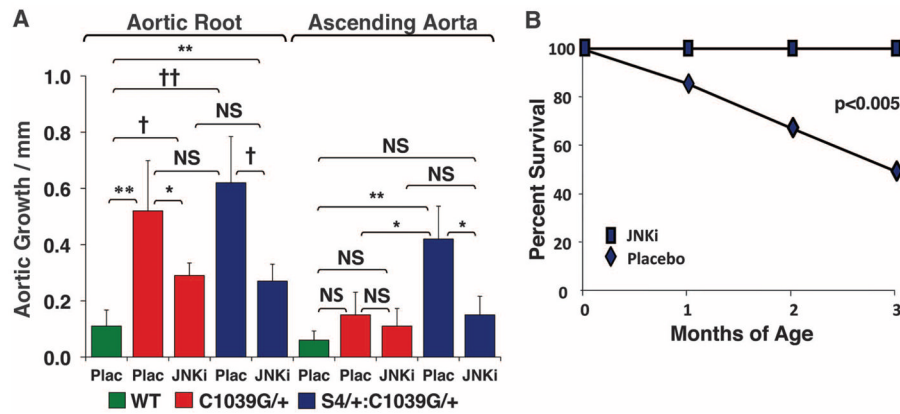 A
Aortic Root
Ascending Aorta
**
††
†
NS
NS
†
**
*
NS
NS
**
*
*
NS
NS
NS
1.0
0.8
0.6
0.4
0.2
0.0
Aortic Growth / mm
Plac Plac JNKi Plac JNKi Plac Plac JNKi Plac JNKi
WT C1039G/+ S4/+:C1039G/+
B
100
80
60
40
20
0
Percent Survival
p<0.005
JNKi
Placebo
0 1 2 3
Months of Age